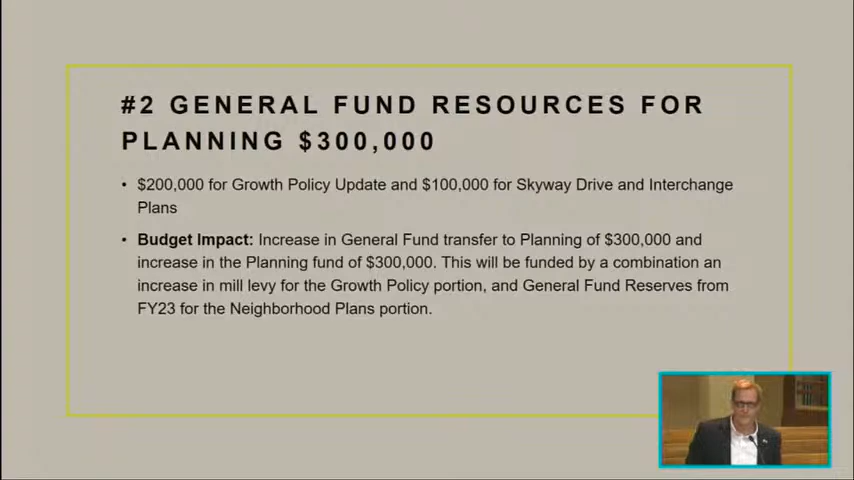 #2 GENERAL FUND RESOURCES FOR
PLANNING $300,000
• $200,000 for Growth Policy Update and $100,000 for Skyway Drive and Interchange
Plans
• Budget Impact: Increase in General Fund transfer to Planning of $300,000 and
increase in the Planning fund of $300,000. This will be funded by a combination an
increase in mill levy for the Growth Policy portion, and General Fund Reserves from
FY23 for the Neighborhood Plans portion.